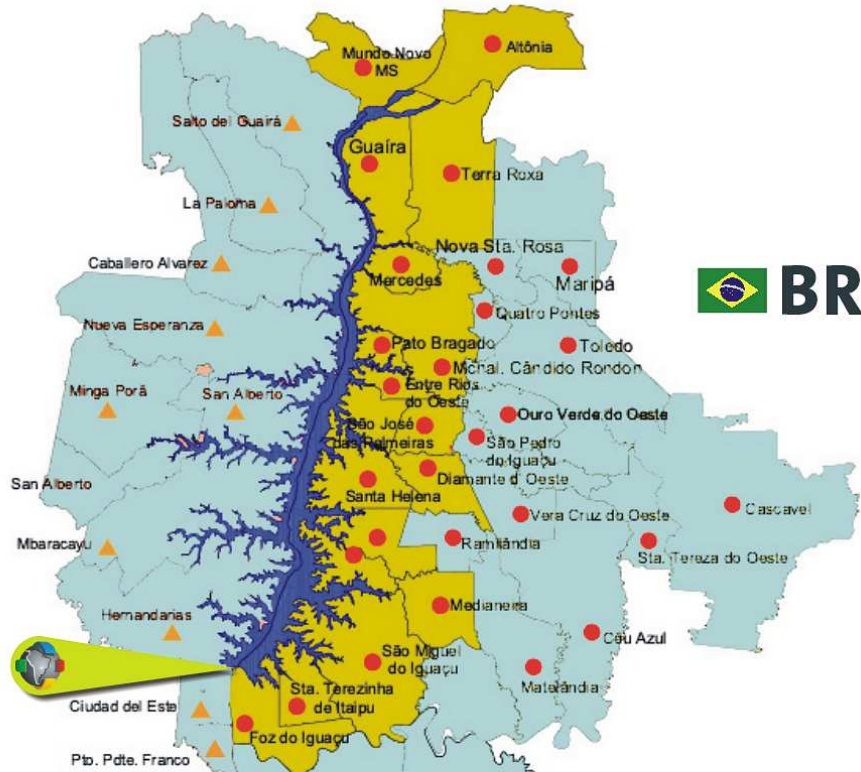 Altônia
Mundo Novo
MS
Salto del Guairá
Guaíra
Terra Roxa
La Paloma
Nova Sta. Rosa
Caballero Alvarez
Mercedes
Maripá
BR
Quatro Pontes
Nueva Esperanza
Pato Bragado
Toledo
Mchal. Cândido Rondon
Minga Porã
San Alberto
Entre Rios
do Oeste
Ouro Verde do Oeste
São José
das Palmeiras
São Pedro
do Iguaçu
San Alberto
Santa Helena
Diamante d' Oeste
Vera Cruz do Oeste
Cascavel
Mbaracayu
Ramilândia
Sta. Tereza do Oeste
Hernandarias
Medianeira
Céu Azul
São Miguel
do Iguaçu
Matelândia
Ciudad del Este
Sta. Terezinha
de Itaipu
Foz do Iguaçu
Pto. Pdte. Franco